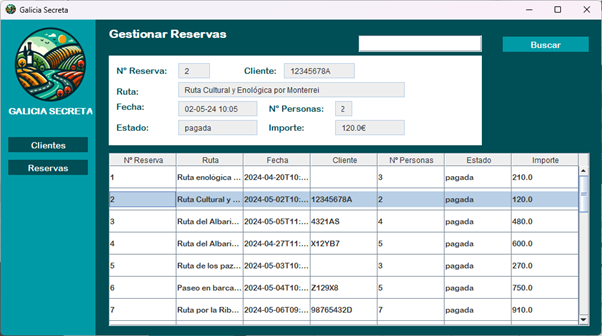 Galicia Secreta
Gestionar Reservas
Buscar
GALICIA SECRETA
Clientes
Reservas
Nº Reserva: 2 Cliente: 12345678A
Ruta: Ruta Cultural y Enológica por Monterrei
Fecha: 02-05-24 10:05 Nº Personas: 2
Estado: pagada Importe: 120.0€
Nº Reserva Ruta Fecha Cliente Nº Personas Estado Importe
1 Ruta enológica ... 2024-04-20T10:... 3 pagada 210.0
2 Ruta Cultural y ... 2024-05-02T10:... 12345678A 2 pagada 120.0
3 Ruta del Albari... 2024-05-05T11:... 4321AS 4 pagada 480.0
4 Ruta del Albari... 2024-04-27T11:... X12YB7 5 pagada 600.0
5 Ruta de los paz... 2024-05-03T10:... 3 pagada 270.0
6 Paseo en barca... 2024-05-04T10:... Z129X8 5 pagada 750.0
7 Ruta por la Rib... 2024-05-06T09:... 98765432D 7 pagada 910.0